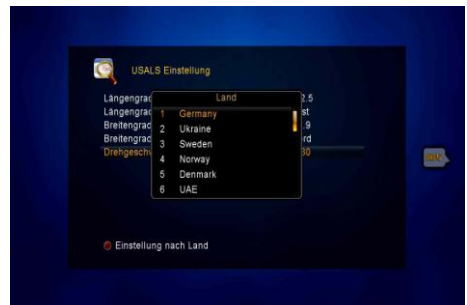 USALS Einstellung
Land
Längengrad 2.5
1 Germany
Längengrad st
2 Ukraine
Breitengrad .9
3 Sweden
Breitengrad rd
4 Norway
Drehgeschw 30
5 Denmark
6 UAE
Einstellung nach Land